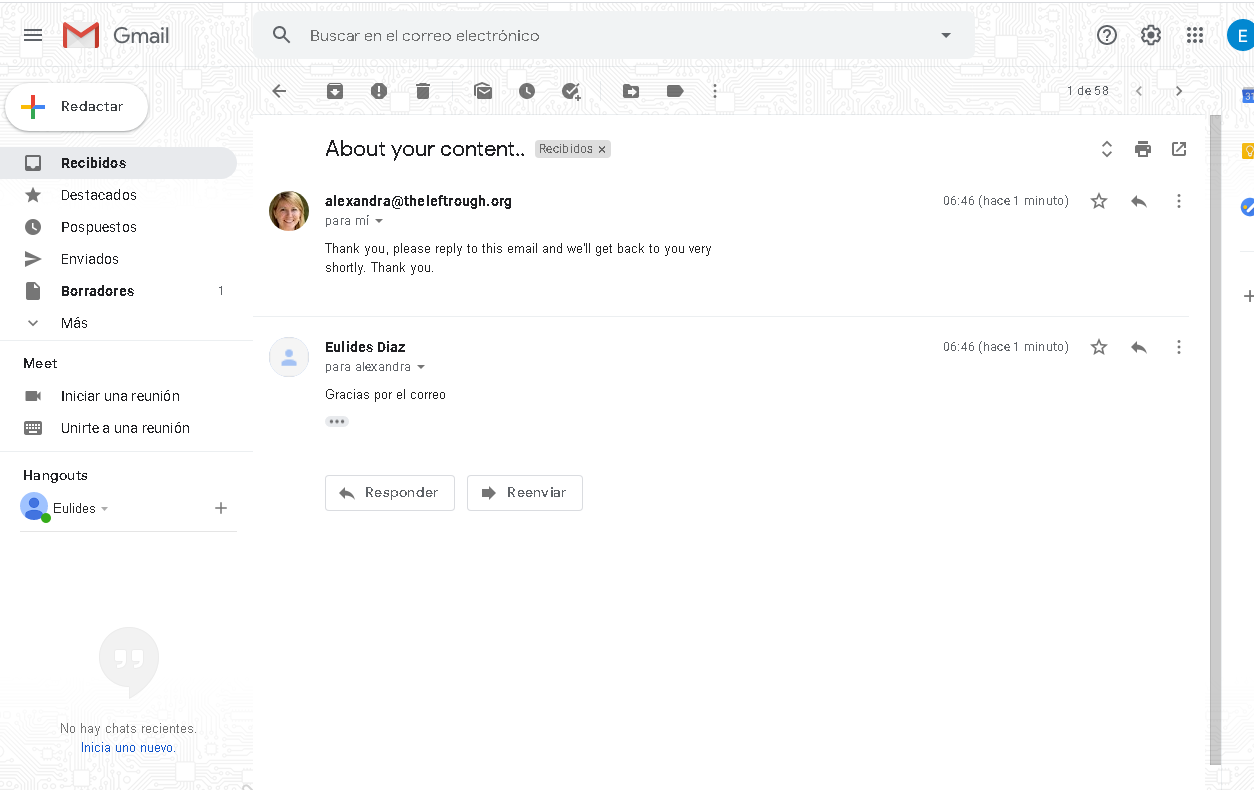 Gmail
Buscar en el correo electrónico
E
Redactar
1 de 58
31
Recibidos
Destacados
Pospuestos
Enviados
Borradores 1
Más
Meet
Iniciar una reunión
Unirte a una reunión
Hangouts
Eulides
No hay chats recientes.
Inicia uno nuevo.
About your content.. Recibidos x
alexandra@theleftrough.org 06:46 (hace 1 minuto)
para mí
Thank you, please reply to this email and we'll get back to you very
shortly. Thank you.
Eulides Diaz 06:46 (hace 1 minuto)
para alexandra
Gracias por el correo
Responder Reenviar